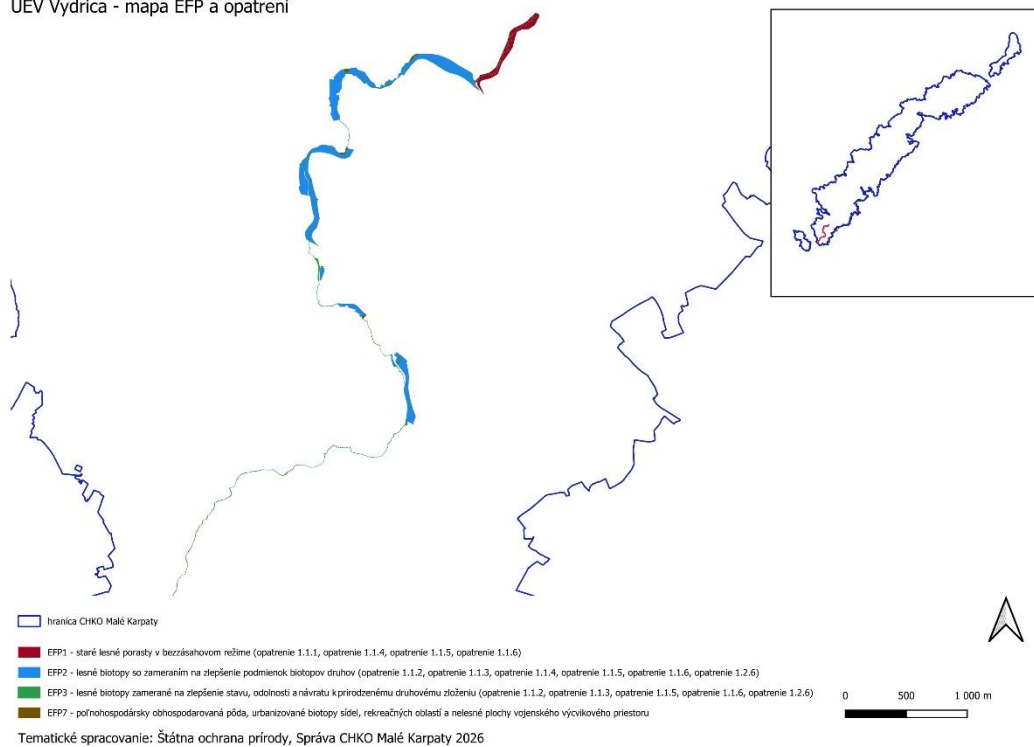 UEV Vydrica - mapa EFP a opatrení
hranica CHKO Malé Karpaty
EFP1 - staré lesné porasty v bezzásahovom režime (opatrenie 1.1.1, opatrenie 1.1.4, opatrenie 1.1.5, opatrenie 1.1.6)
EFP2 - lesné biotopy so zameraním na zlepšenie podmienok biotopov druhov (opatrenie 1.1.2, opatrenie 1.1.3, opatrenie 1.1.4, opatrenie 1.1.5, opatrenie 1.1.6, opatrenie 1.2.6)
EFP3 - lesné biotopy zamerané na zlepšenie stavu, odolnosti a návratu k prirodzenému druhovému zloženiu (opatrenie 1.1.2, opatrenie 1.1.3, opatrenie 1.1.5, opatrenie 1.1.6, opatrenie 1.2.6)
EFP7 - poľnohospodársky obhospodarovaná pôda, urbanizované biotopy sídel, rekreačných oblastí a nelesné plochy vojenského výcvikového priestoru
0 500 1 000 m
Tematické spracovanie: Štátna ochrana prírody, Správa CHKO Malé Karpaty 2026